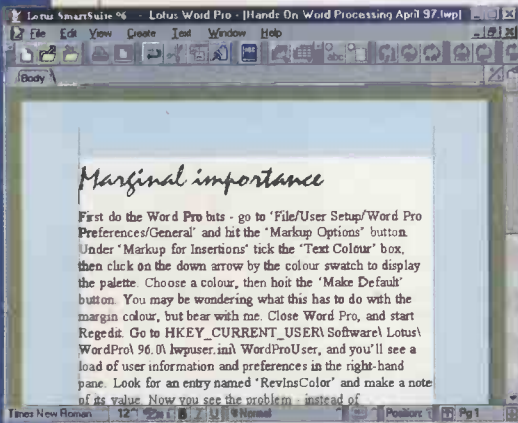 Lotus SmartSuite 96 - Lotus Word Pro - [Hands On Word Processing April 97.lwp]
File Edit View Create Text Window Help
Body
Marginal importance
First do the Word Pro bits - go to 'File/User Setup/Word Pro
Preferences/General' and hit the 'Markup Options' button.
Under 'Markup for Insertions' tick the 'Text Colour' box,
then click on the down arrow by the colour swatch to display
the palette. Choose a colour, then hoit the 'Make Default'
button. You may be wondering what this has to do with the
margin colour, but bear with me. Close Word Pro, and start
Regedit. Go to HKEY_CURRENT_USER\ Software\ Lotus\
WordPro\ 96.0\ lwpuser.ini\ WordProUser, and you'll see a
load of user information and preferences in the right-hand
pane. Look for an entry named 'RevInsColor' and make a note
of its value. Now you see the problem - instead of
Times New Roman 12 B I U Normal Position: Pg 1